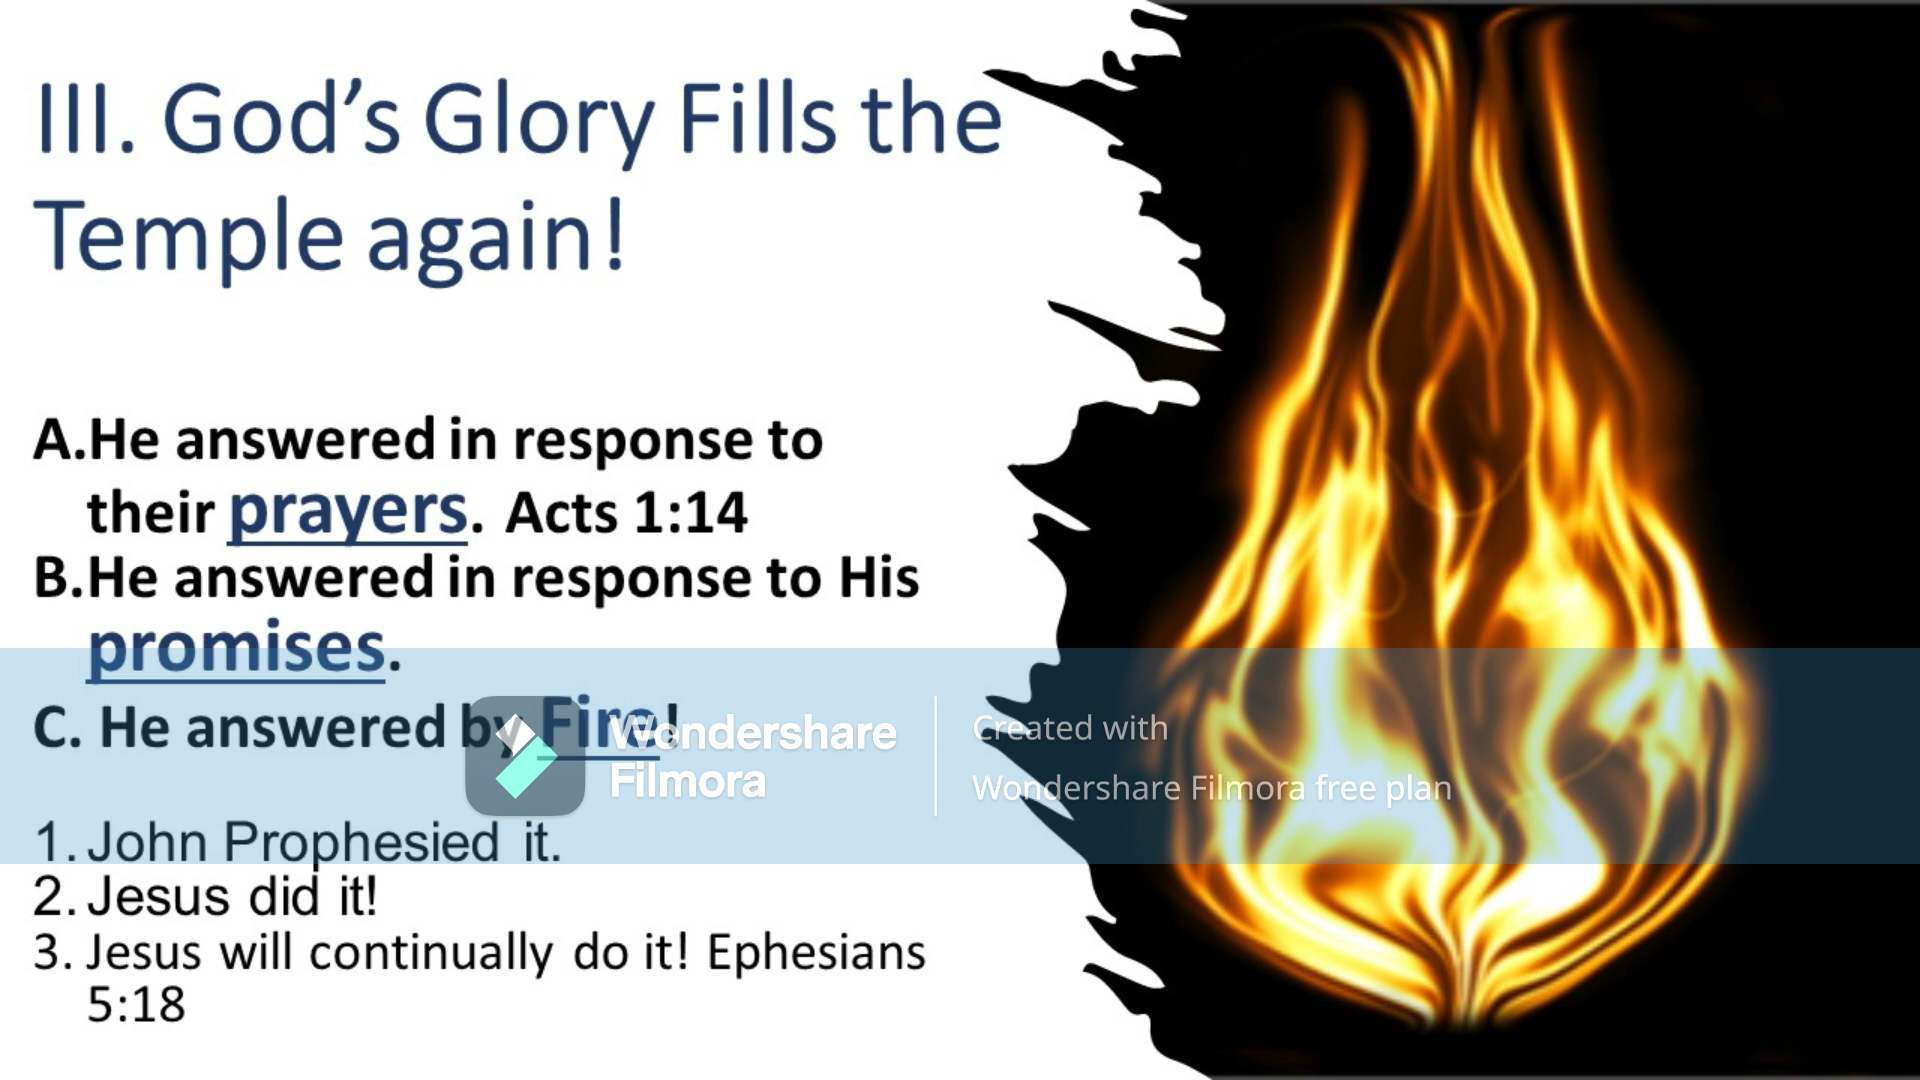 III. God’s Glory Fills the
Temple again!
A.He answered in response to
their prayers. Acts 1:14
B.He answered in response to His
promises.
C. He answered by Fire!
Wondershare
Filmora
Created with
Wondershare Filmora free plan
1. John Prophesied it.
2. Jesus did it!
3. Jesus will continually do it! Ephesians
5:18